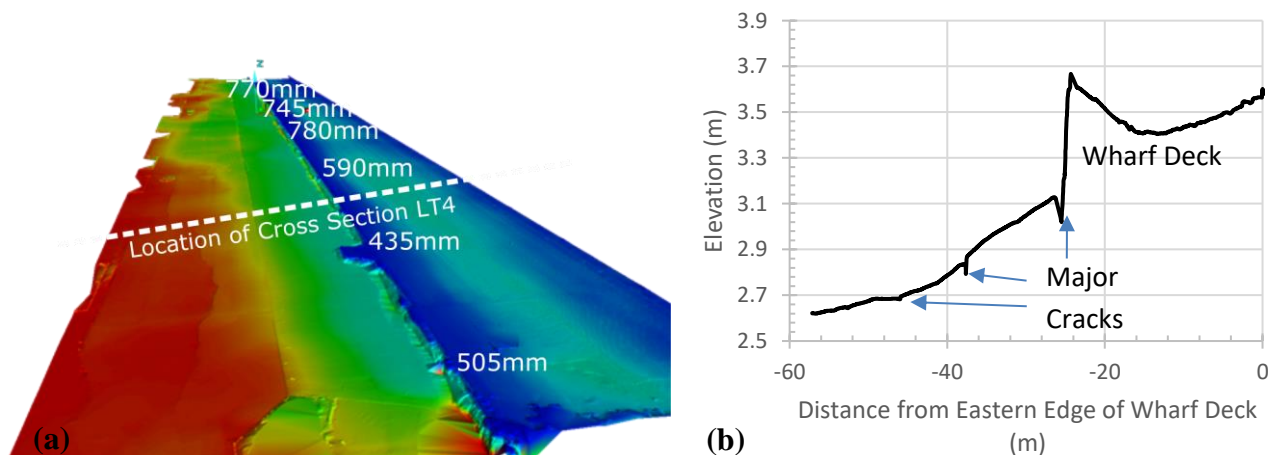 z
770mm
745mm
780mm
590mm
Location of Cross Section LT4
435mm
505mm
(a)
3.9
3.7
3.5
3.3
3.1
2.9
2.7
2.5
Elevation (m)
Wharf Deck
Major
Cracks
-60
-40
-20
0
Distance from Eastern Edge of Wharf Deck
(m)
(b)